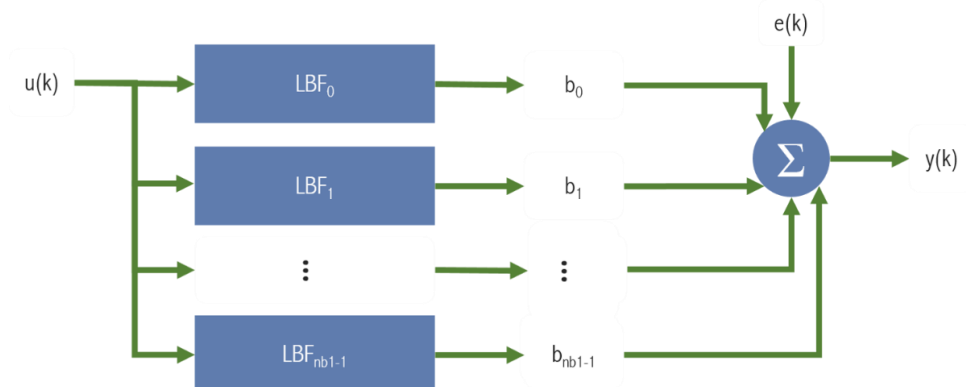 e(k)
u(k)
LBF₀
b₀
Σ
y(k)
LBF₁
b₁
⋮
⋮
LBFnb1-1
bnb1-1